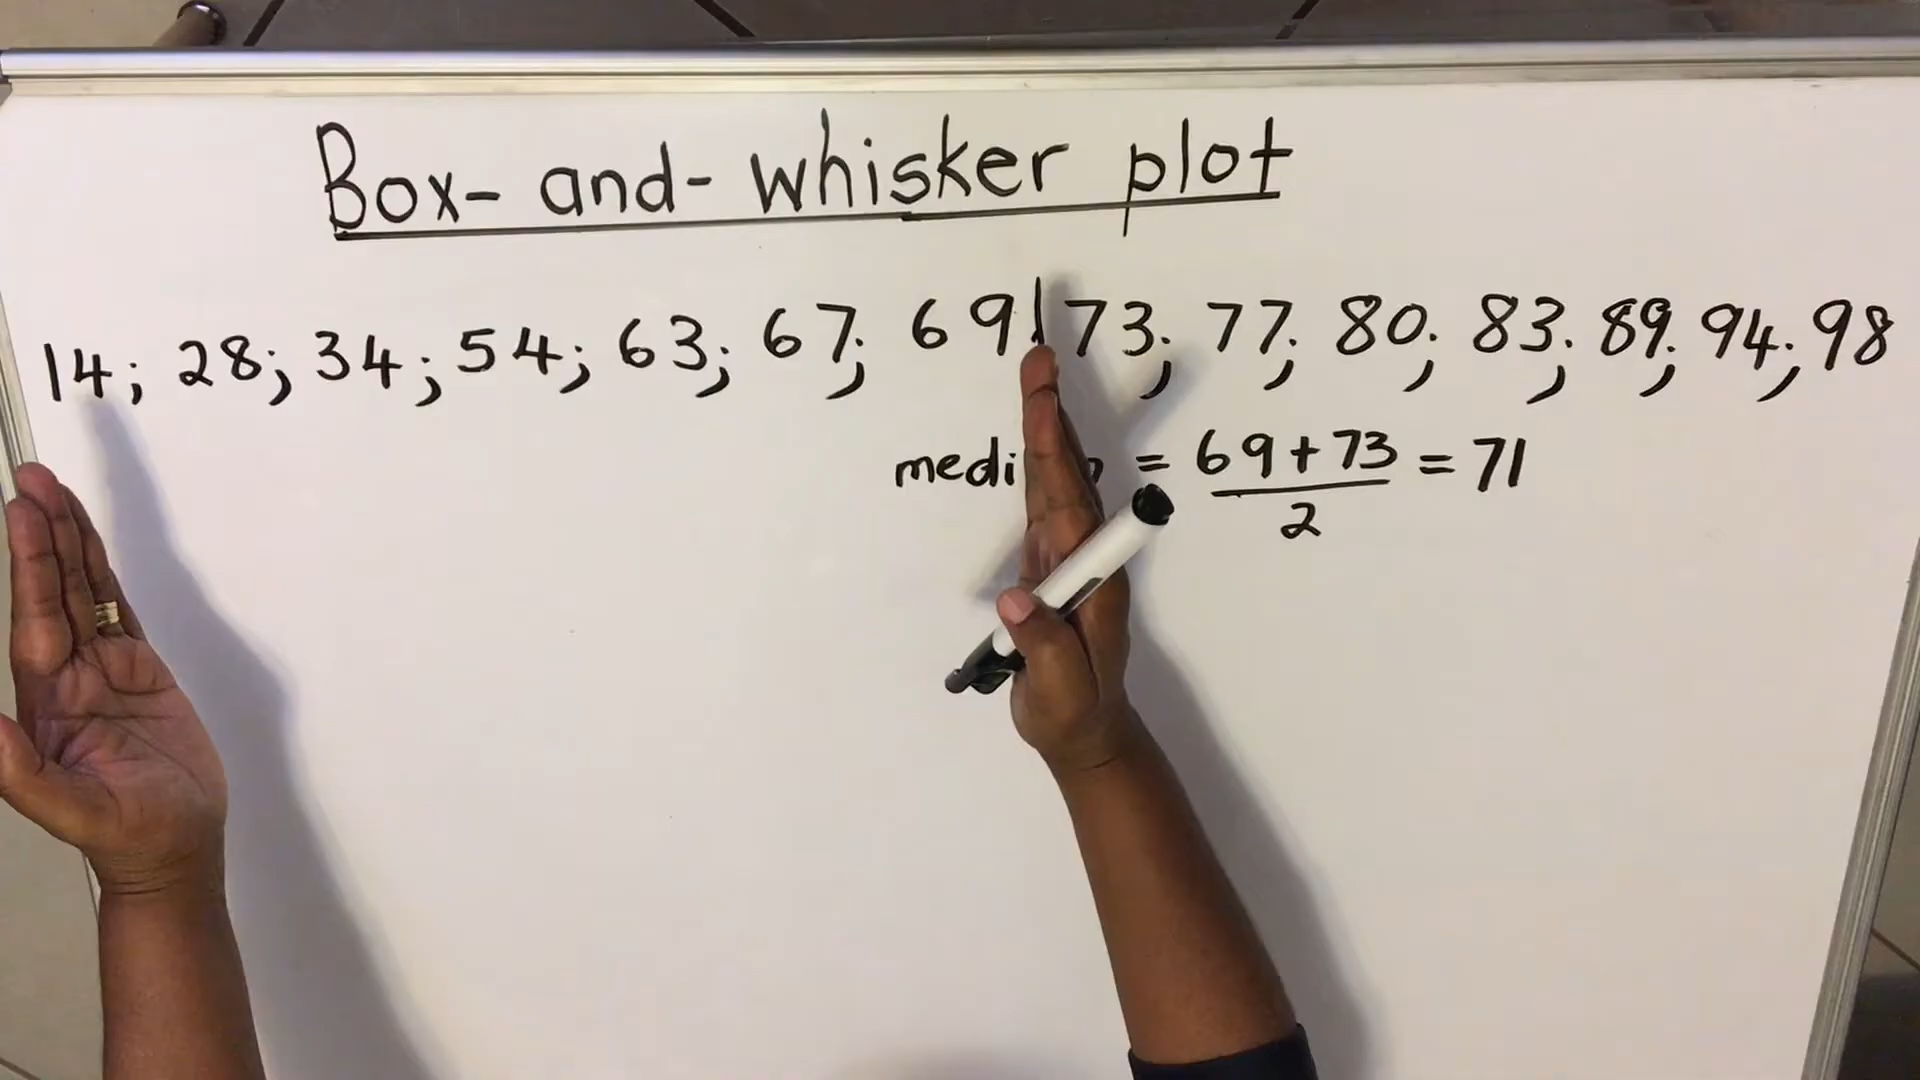 Box-and-whisker plot
14; 28; 34; 54; 63; 67; 69|73; 77; 80; 83; 89; 94; 98
= 69+73 = 71
2